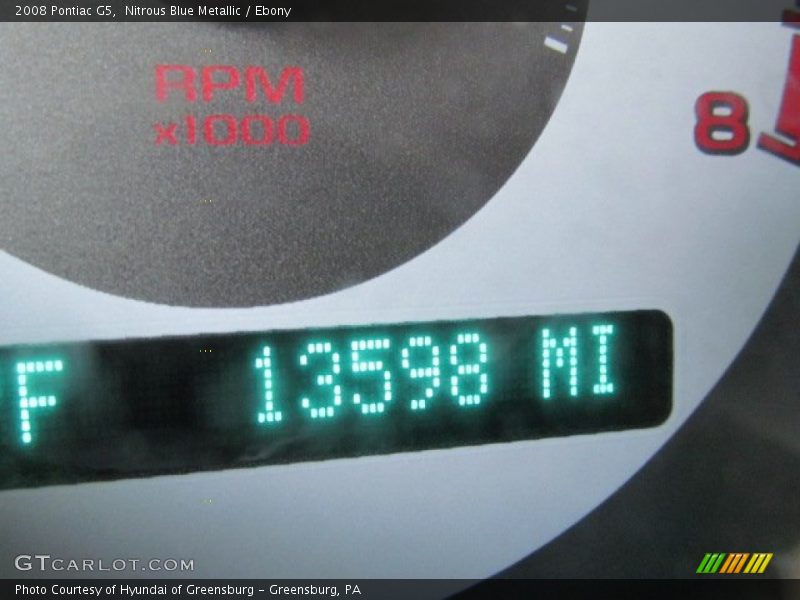 2008 Pontiac G5,  Nitrous Blue Metallic / Ebony
RPM
x1000
8
F 13598 MI
GTCARLOT.COM
Photo Courtesy of Hyundai of Greensburg - Greensburg, PA